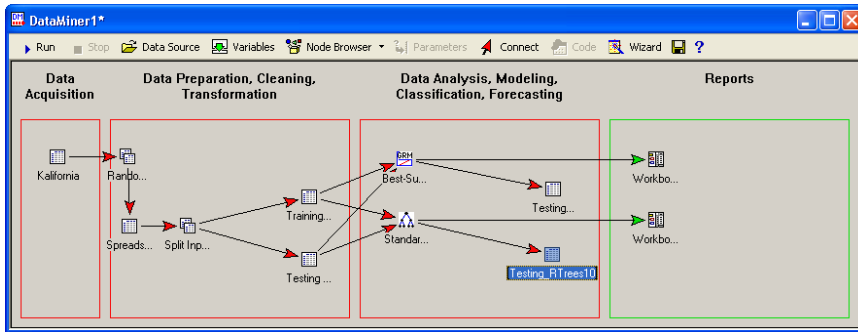 DataMiner1*
Run Stop Data Source Variables Node Browser Parameters Connect Code Wizard ?
Data
Acquisition
Data Preparation, Cleaning,
Transformation
Data Analysis, Modeling,
Classification, Forecasting
Reports
Kalifornia
Rando...
Spreads...
Split Inp...
Training...
Testing ...
GRM
Best-Su...
Standar...
Testing...
Testing_RTrees10
Workbo...
Workbo...